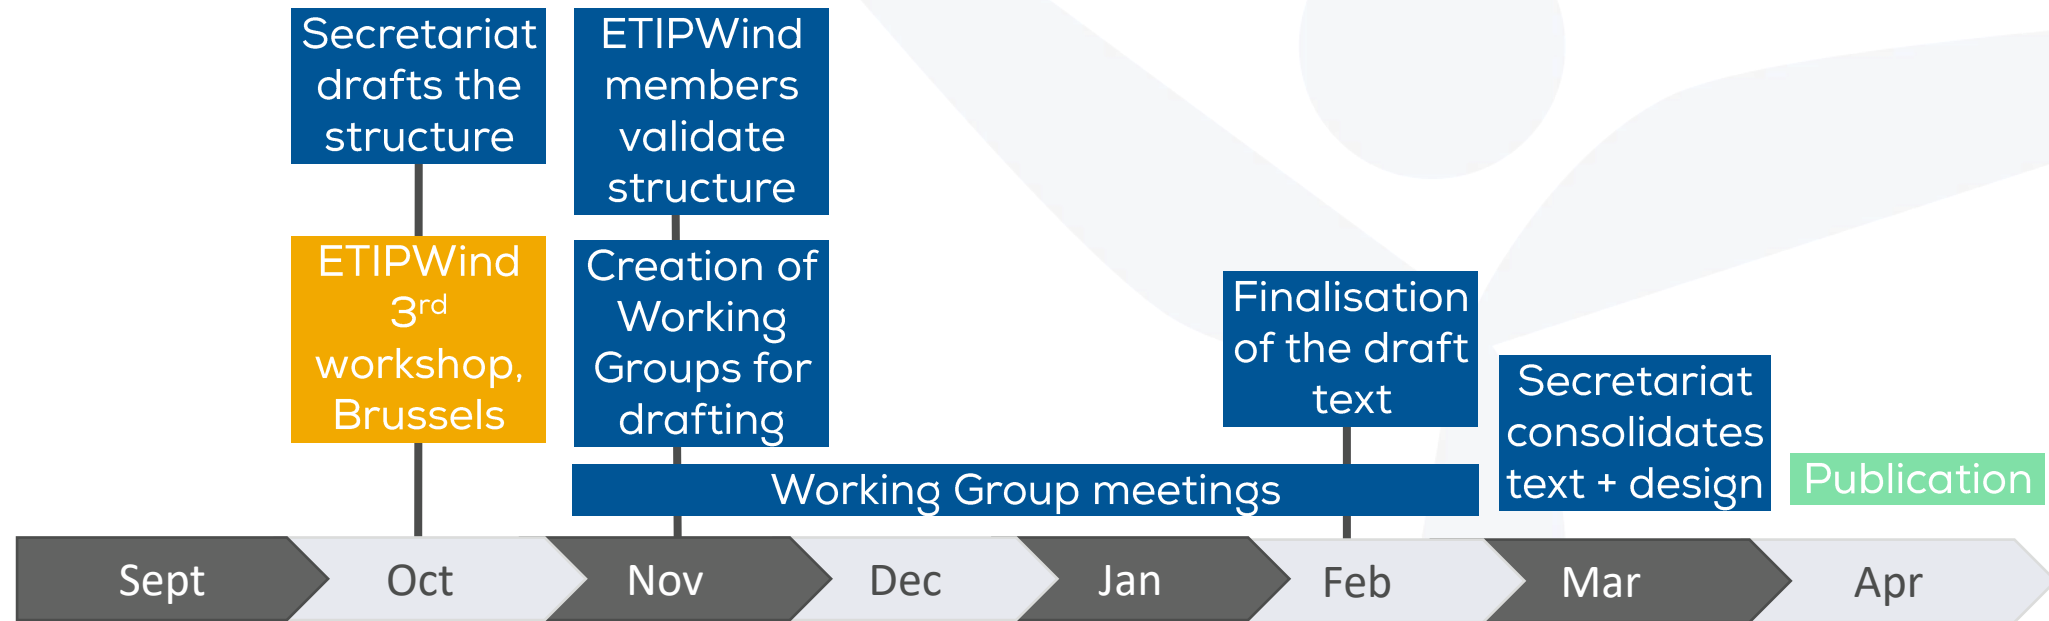 Secretariat
drafts the
structure
ETIPWind
3rd
workshop,
Brussels
ETIPWind
members
validate
structure
Creation of
Working
Groups for
drafting
Finalisation
of the draft
text
Secretariat
consolidates
text + design
Publication
Working Group meetings
Sept
Oct
Nov
Dec
Jan
Feb
Mar
Apr